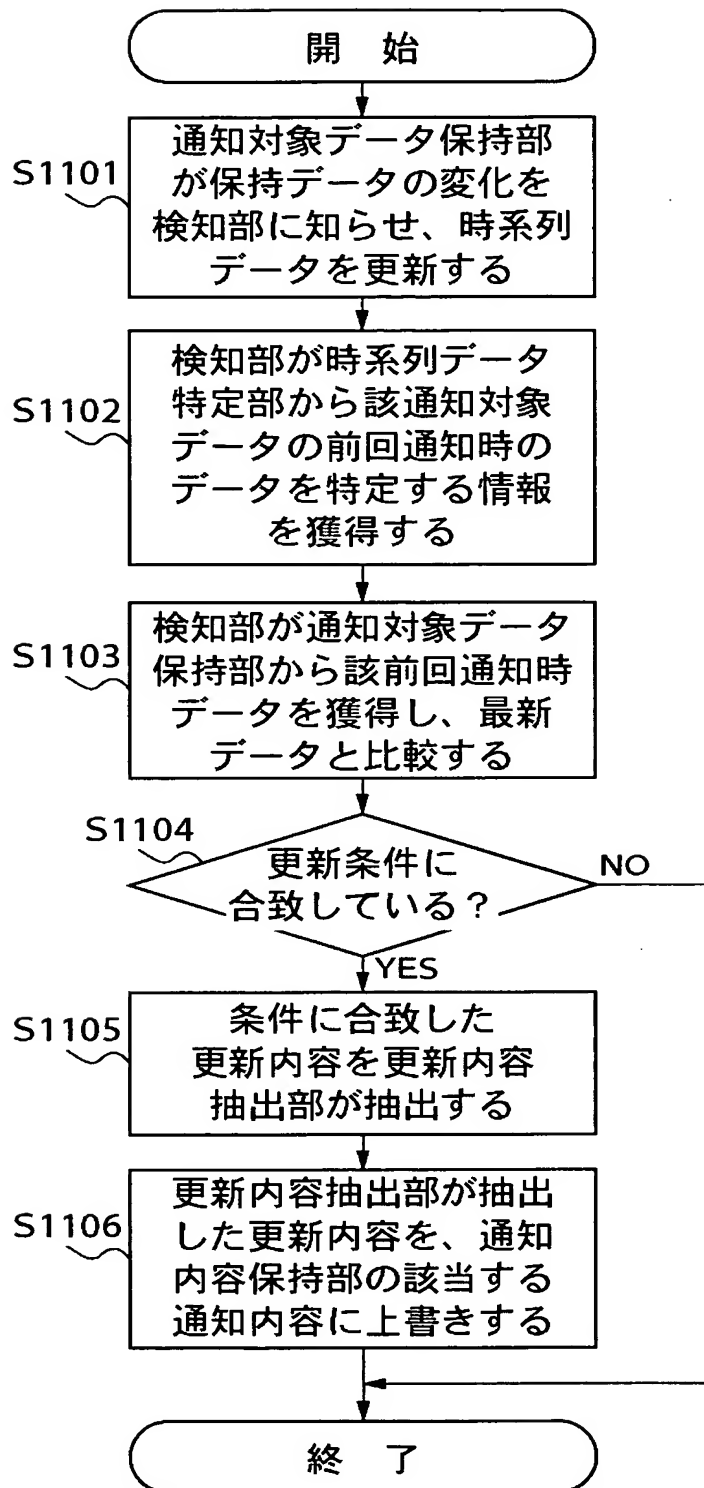 開 始
S1101
通知対象データ保持部
が保持データの変化を
検知部に知らせ、時系列
データを更新する
S1102
検知部が時系列データ
特定部から該通知対象
データの前回通知時の
データを特定する情報
を獲得する
S1103
検知部が通知対象データ
保持部から該前回通知時
データを獲得し、最新
データと比較する
S1104
更新条件に
合致している?
NO
YES
S1105
条件に合致した
更新内容を更新内容
抽出部が抽出する
S1106
更新内容抽出部が抽出
した更新内容を、通知
内容保持部の該当する
通知内容に上書きする
終 了